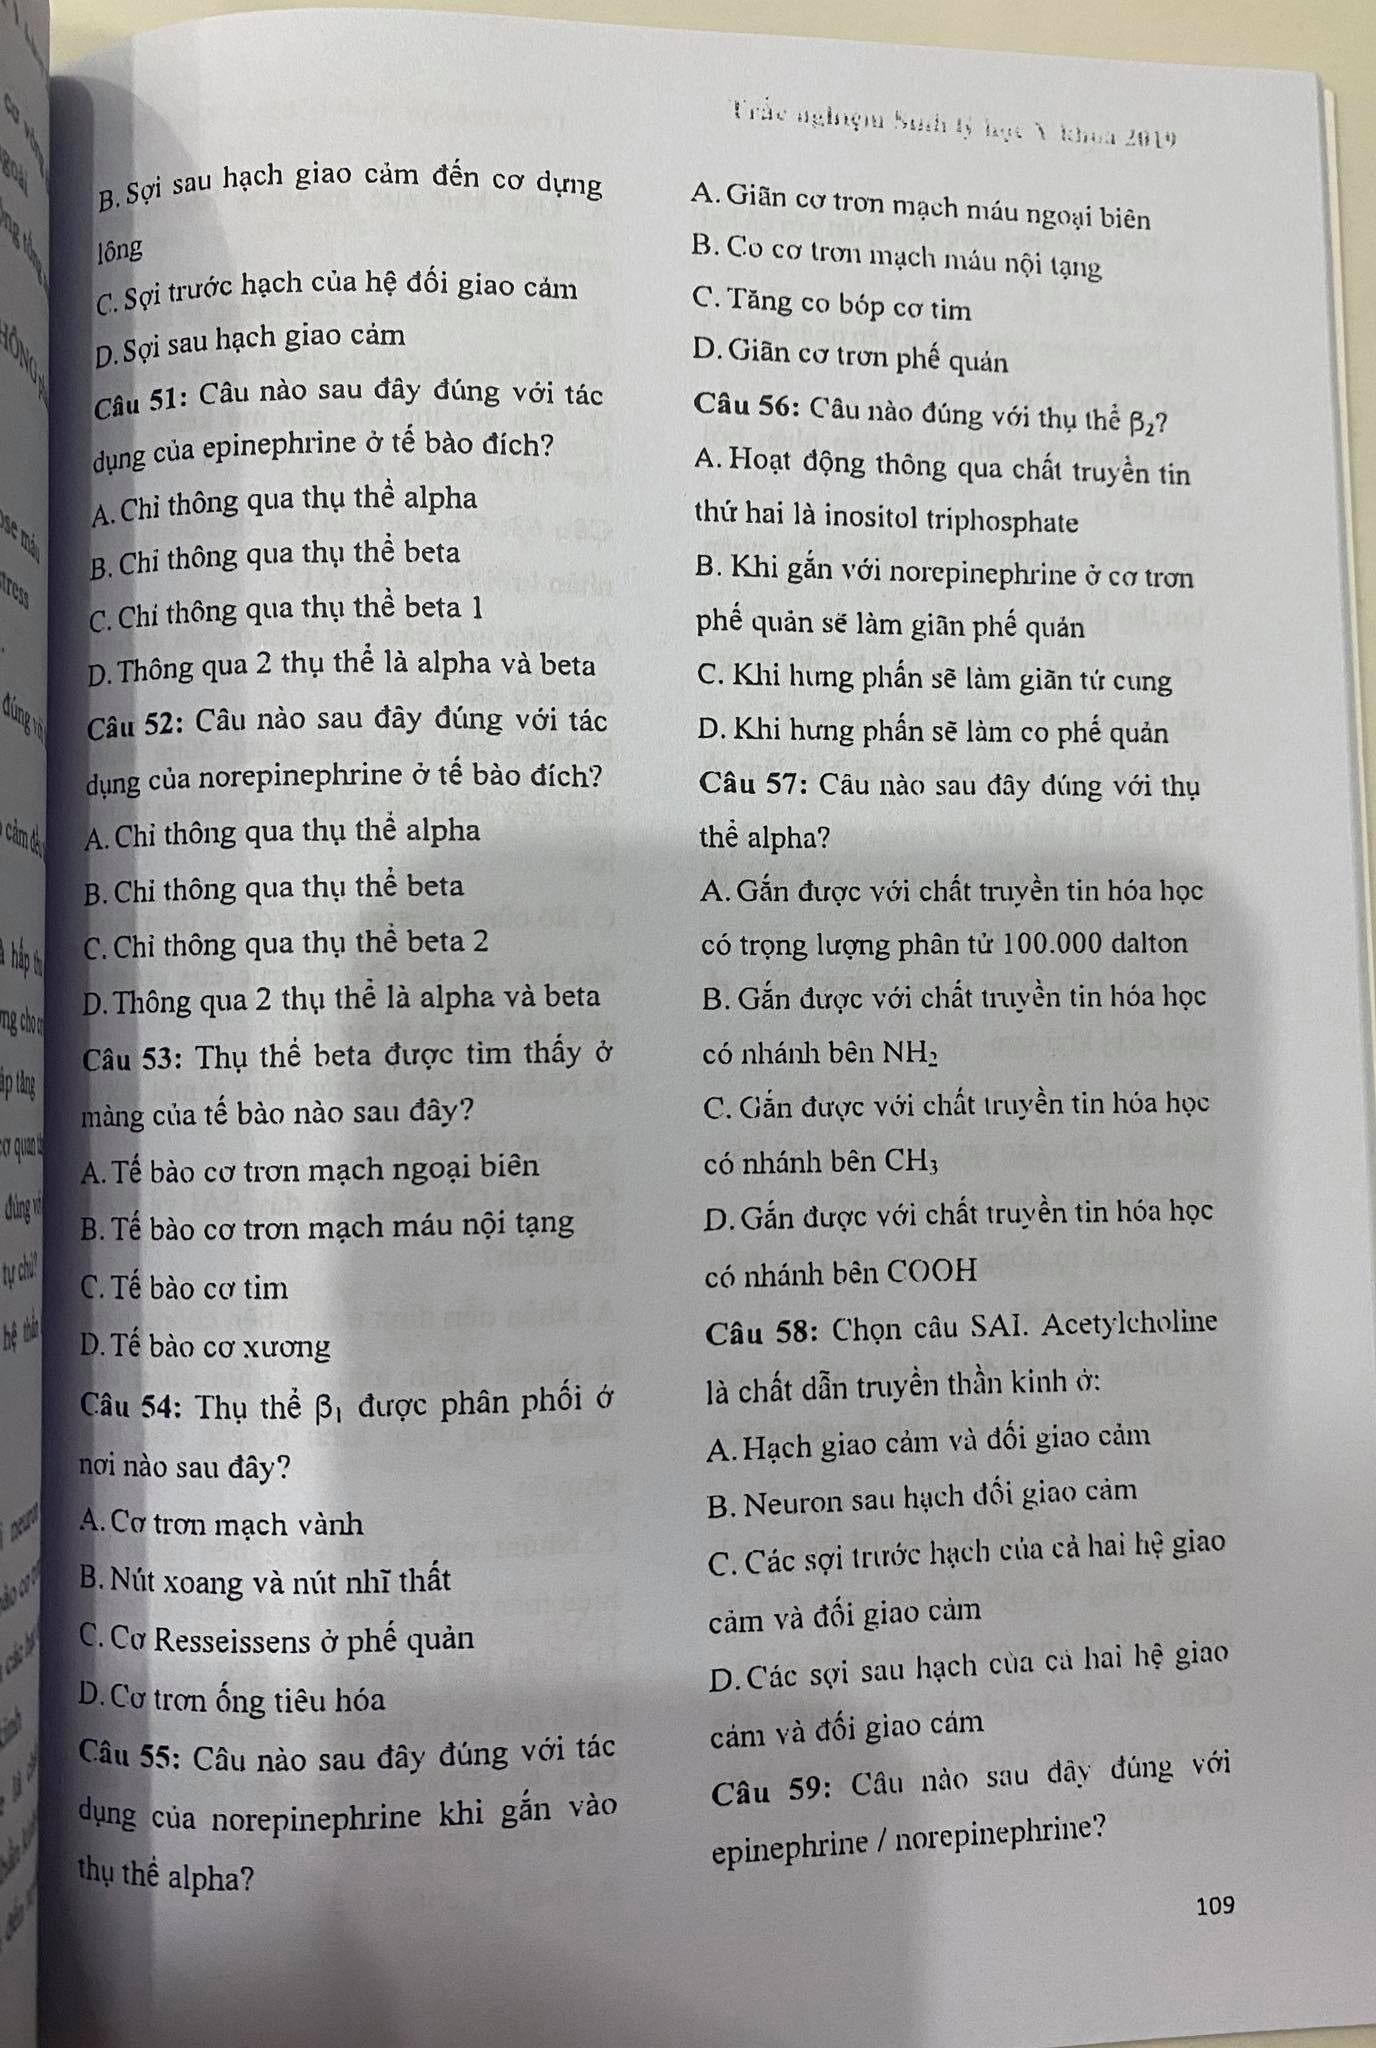 Trắc nghiệm Sinh lý học Y khoa 2019
B. Sợi sau hạch giao cảm đến cơ dựng
lông
C. Sợi trước hạch của hệ đối giao cảm
D. Sợi sau hạch giao cảm
Câu 51: Câu nào sau đây đúng với tác
dụng của epinephrine ở tế bào đích?
A. Chỉ thông qua thụ thể alpha
B. Chỉ thông qua thụ thể beta
C. Chỉ thông qua thụ thể beta 1
D. Thông qua 2 thụ thể là alpha và beta
Câu 52: Câu nào sau đây đúng với tác
dụng của norepinephrine ở tế bào đích?
A. Chỉ thông qua thụ thể alpha
B. Chỉ thông qua thụ thể beta
C. Chỉ thông qua thụ thể beta 2
D. Thông qua 2 thụ thể là alpha và beta
Câu 53: Thụ thể beta được tìm thấy ở
màng của tế bào nào sau đây?
A. Tế bào cơ trơn mạch ngoại biên
B. Tế bào cơ trơn mạch máu nội tạng
C. Tế bào cơ tim
D. Tế bào cơ xương
Câu 54: Thụ thể β₁ được phân phối ở
nơi nào sau đây?
A. Cơ trơn mạch vành
B. Nút xoang và nút nhĩ thất
C. Cơ Resseissens ở phế quản
D. Cơ trơn ống tiêu hóa
Câu 55: Câu nào sau đây đúng với tác
dụng của norepinephrine khi gắn vào
thụ thể alpha?
A. Giãn cơ trơn mạch máu ngoại biên
B. Co cơ trơn mạch máu nội tạng
C. Tăng co bóp cơ tim
D. Giãn cơ trơn phế quản
Câu 56: Câu nào đúng với thụ thể β₂?
A. Hoạt động thông qua chất truyền tin
thứ hai là inositol triphosphate
B. Khi gắn với norepinephrine ở cơ trơn
phế quản sẽ làm giãn phế quản
C. Khi hưng phấn sẽ làm giãn tử cung
D. Khi hưng phấn sẽ làm co phế quản
Câu 57: Câu nào sau đây đúng với thụ
thể alpha?
A. Gắn được với chất truyền tin hóa học
có trọng lượng phân tử 100.000 dalton
B. Gắn được với chất truyền tin hóa học
có nhánh bên NH₂
C. Gắn được với chất truyền tin hóa học
có nhánh bên CH₃
D. Gắn được với chất truyền tin hóa học
có nhánh bên COOH
Câu 58: Chọn câu SAI. Acetylcholine
là chất dẫn truyền thần kinh ở:
A. Hạch giao cảm và đối giao cảm
B. Neuron sau hạch đối giao cảm
C. Các sợi trước hạch của cả hai hệ giao
cảm và đối giao cảm
D. Các sợi sau hạch của cả hai hệ giao
cảm và đối giao cảm
Câu 59: Câu nào sau đây đúng với
epinephrine / norepinephrine?
109